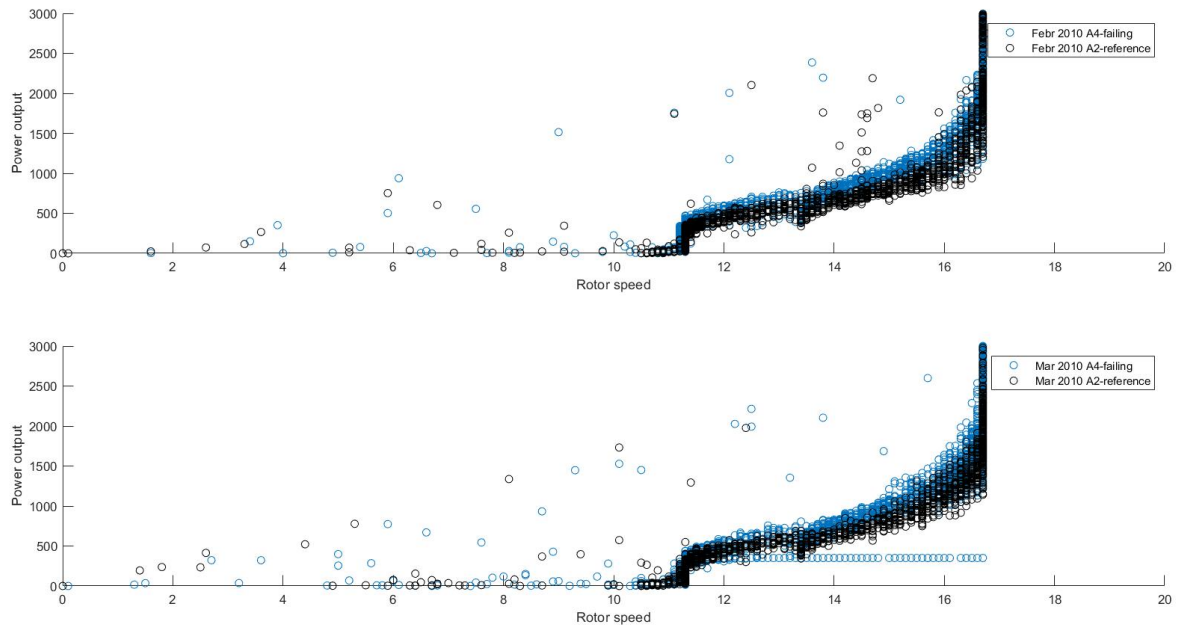 3000
2500
2000
1500
1000
500
0
Power output
0 2 4 6 8 10 12 14 16 18 20
Rotor speed
Febr 2010 A4-failing
Febr 2010 A2-reference
3000
2500
2000
1500
1000
500
0
Power output
0 2 4 6 8 10 12 14 16 18 20
Rotor speed
Mar 2010 A4-failing
Mar 2010 A2-reference